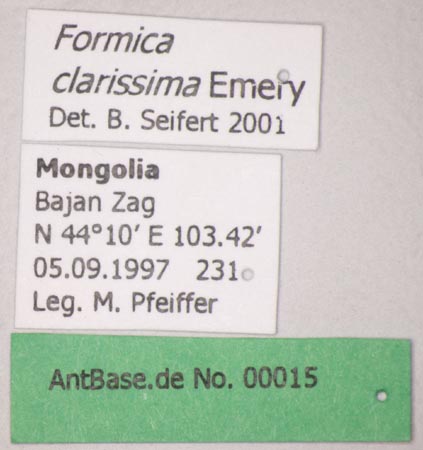 Formica
clarissima Emery
Det. B. Seifert 2001
Mongolia
Bajan Zag
N 44°10' E 103.42'
05.09.1997 231
Leg. M. Pfeiffer
AntBase.de No. 00015